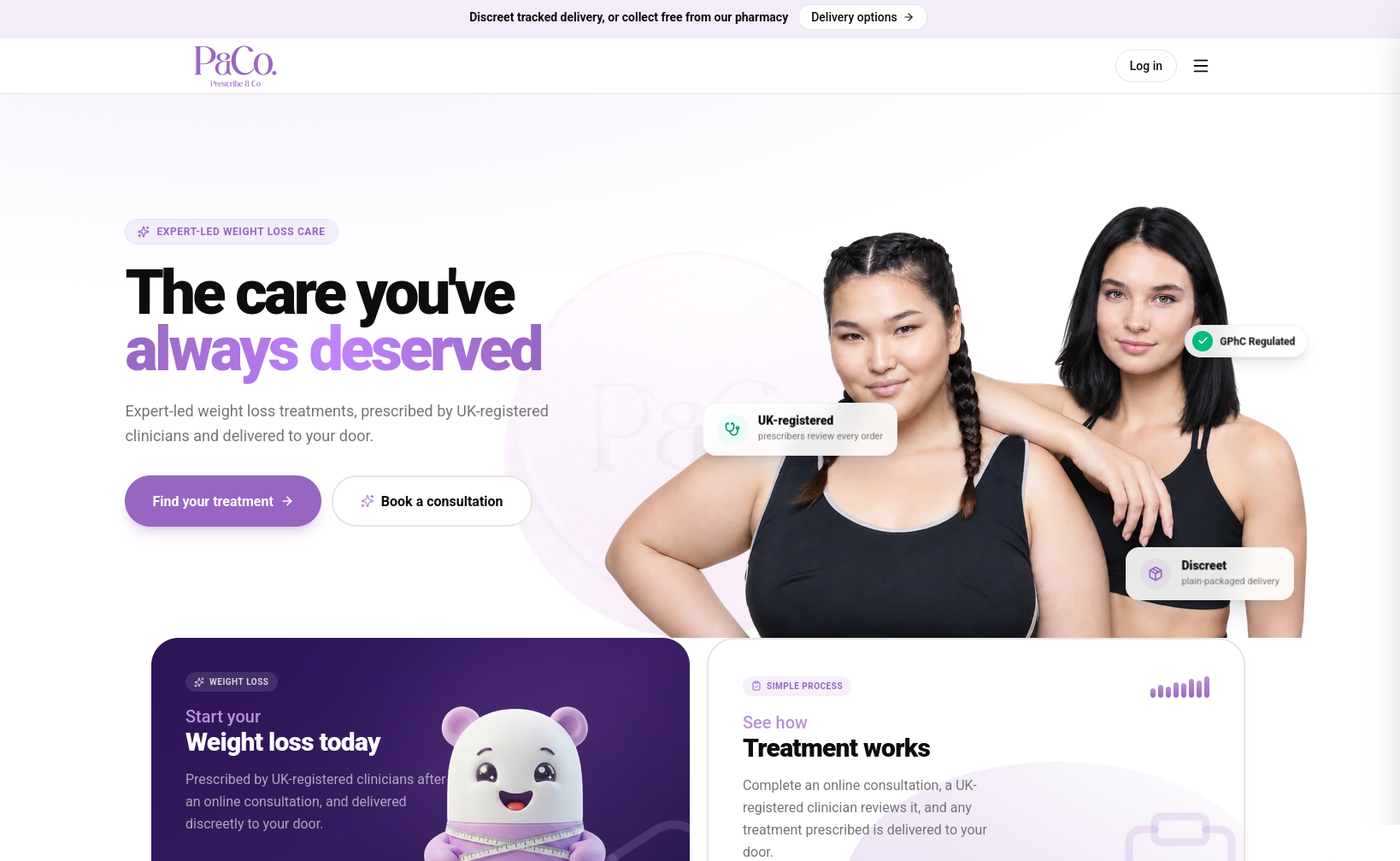 Discreet tracked delivery, or collect free from our pharmacy
Delivery options
P&Co.
Prescribe & Co
Log in
EXPERT-LED WEIGHT LOSS CARE
The care you've
always deserved
Expert-led weight loss treatments, prescribed by UK-registered
clinicians and delivered to your door.
Find your treatment
Book a consultation
P&C
UK-registered
prescribers review every order
GPhC Regulated
Discreet
plain-packaged delivery
WEIGHT LOSS
Start your
Weight loss today
Prescribed by UK-registered clinicians after
an online consultation, and delivered
discreetly to your door.
SIMPLE PROCESS
See how
Treatment works
Complete an online consultation, a UK-
registered clinician reviews it, and any
treatment prescribed is delivered to your
door.